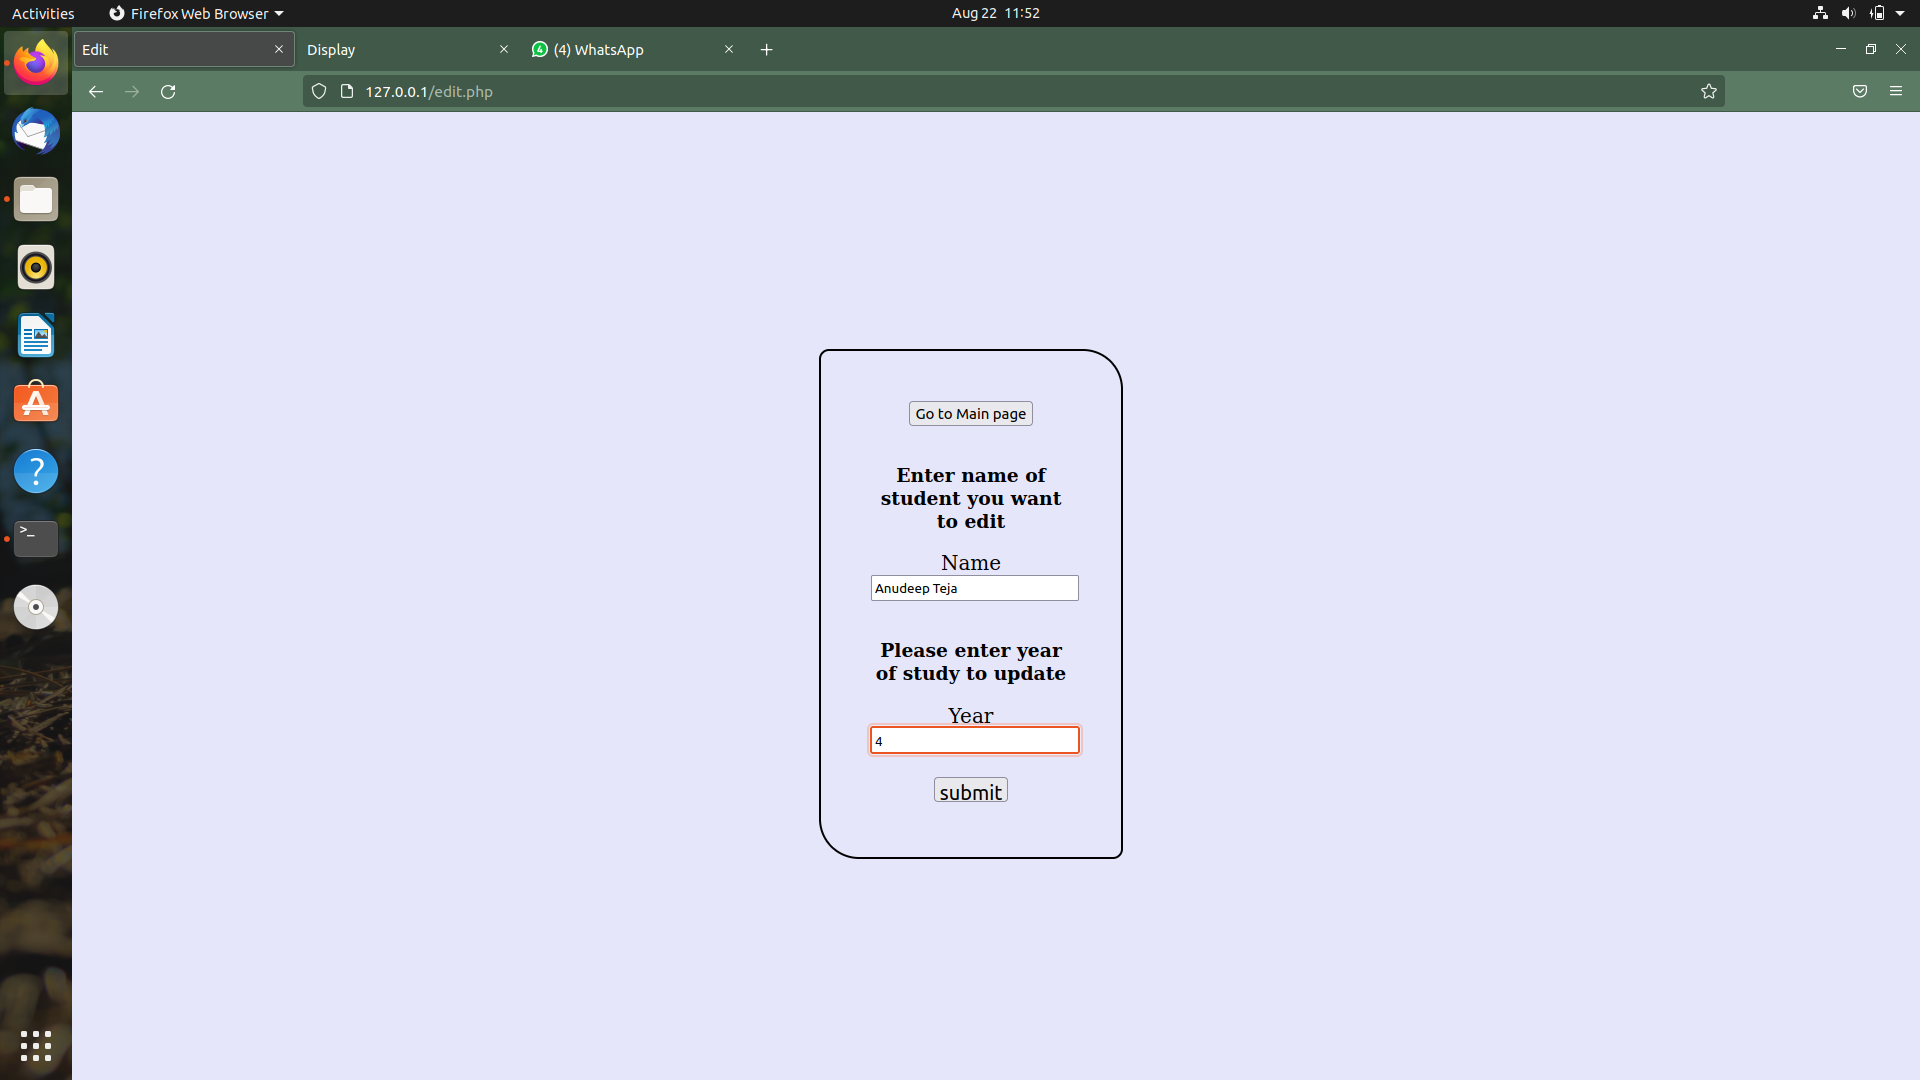 Activities
Firefox Web Browser
Aug 22 11:52
Edit
Display
4
(4) WhatsApp
127.0.0.1/edit.php
Go to Main page
Enter name of
student you want
to edit
Name
Anudeep Teja
Please enter year
of study to update
Year
4
submit